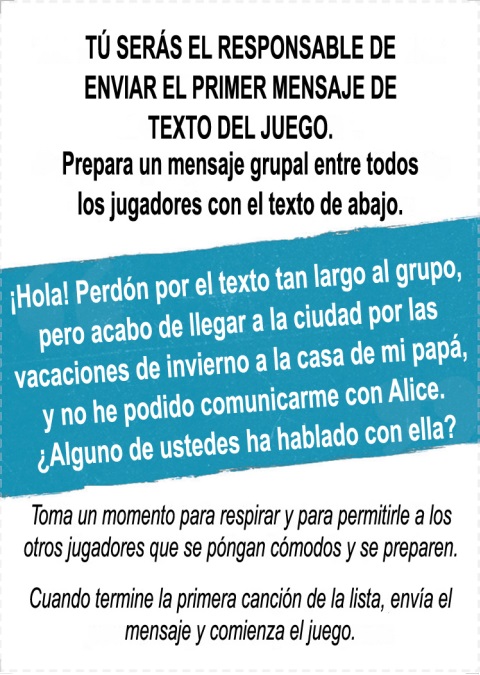 TÚ SERÁS EL RESPONSABLE DE
ENVIAR EL PRIMER MENSAJE DE
TEXTO DEL JUEGO.
Prepara un mensaje grupal entre todos
los jugadores con el texto de abajo.
¡Hola! Perdón por el texto tan largo al grupo,
pero acabo de llegar a la ciudad por las
vacaciones de invierno a la casa de mi papá,
y no he podido comunicarme con Alice.
¿Alguno de ustedes ha hablado con ella?
Toma un momento para respirar y para permitirle a los
otros jugadores que se póngan cómodos y se preparen.
Cuando termine la primera canción de la lista, envía el
mensaje y comienza el juego.